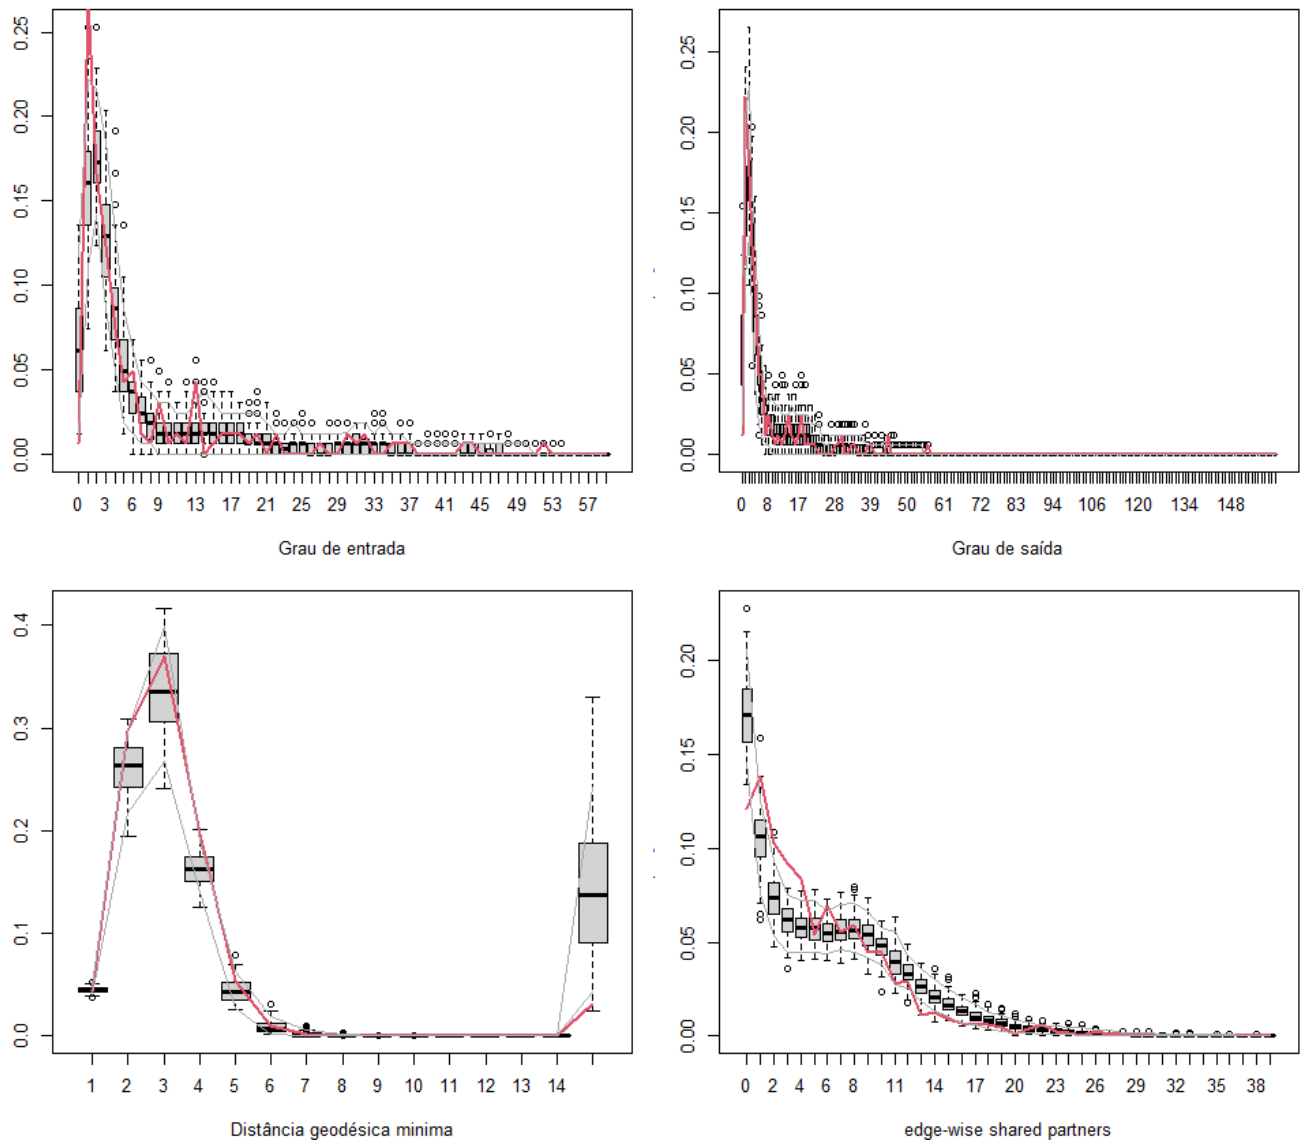 0.25
0.20
0.15
0.10
0.05
0.00
0 3 6 9 13 17 21 25 29 33 37 41 45 49 53 57
Grau de entrada
0.25
0.20
0.15
0.10
0.05
0.00
0 8 17 28 39 50 61 72 83 94 106 120 134 148
Grau de saída
0.4
0.3
0.2
0.1
0.0
1 2 3 4 5 6 7 8 9 10 11 12 13 14
Distância geodésica minima
0.20
0.15
0.10
0.05
0.00
0 2 4 6 8 11 14 17 20 23 26 29 32 35 38
edge-wise shared partners